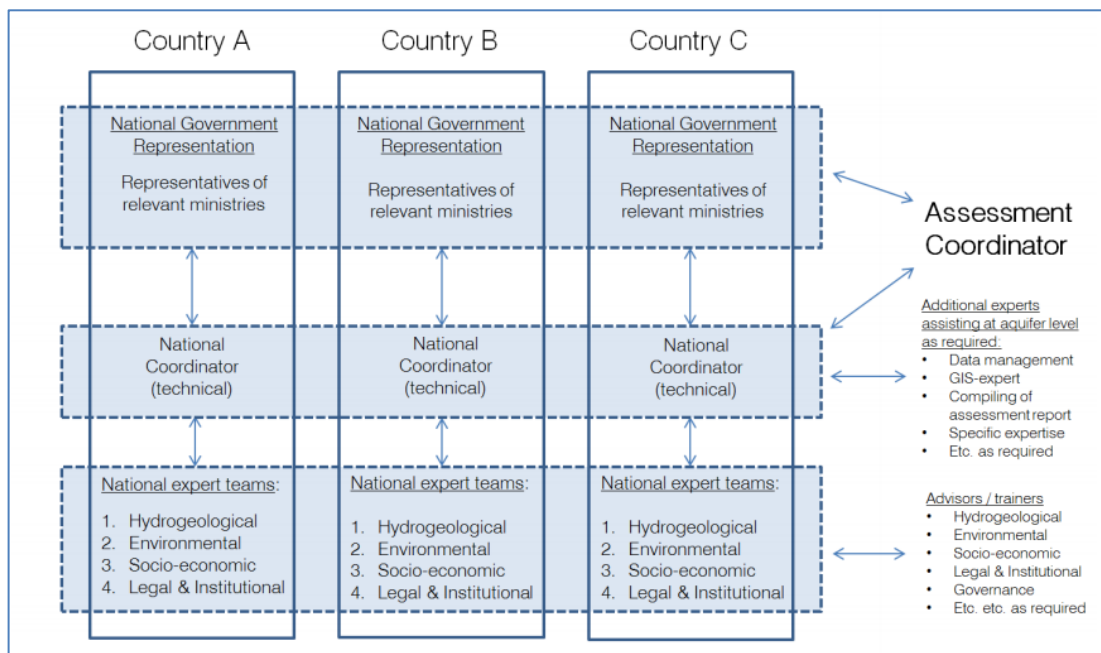 Country A
Country B
Country C
National Government
Representation
Representatives of
relevant ministries
National Government
Representation
Representatives of
relevant ministries
National Government
Representation
Representatives of
relevant ministries
Assessment
Coordinator
National
Coordinator
(technical)
National
Coordinator
(technical)
National
Coordinator
(technical)
Additional experts
assisting at aquifer level
as required:
• Data management
• GIS-expert
• Compiling of
assessment report
• Specific expertise
• Etc. as required
National expert teams:
1. Hydrogeological
2. Environmental
3. Socio-economic
4. Legal & Institutional
National expert teams:
1. Hydrogeological
2. Environmental
3. Socio-economic
4. Legal & Institutional
National expert teams:
1. Hydrogeological
2. Environmental
3. Socio-economic
4. Legal & Institutional
Advisors / trainers
• Hydrogeological
• Environmental
• Socio-economic
• Legal & Institutional
• Governance
• Etc. etc. as required